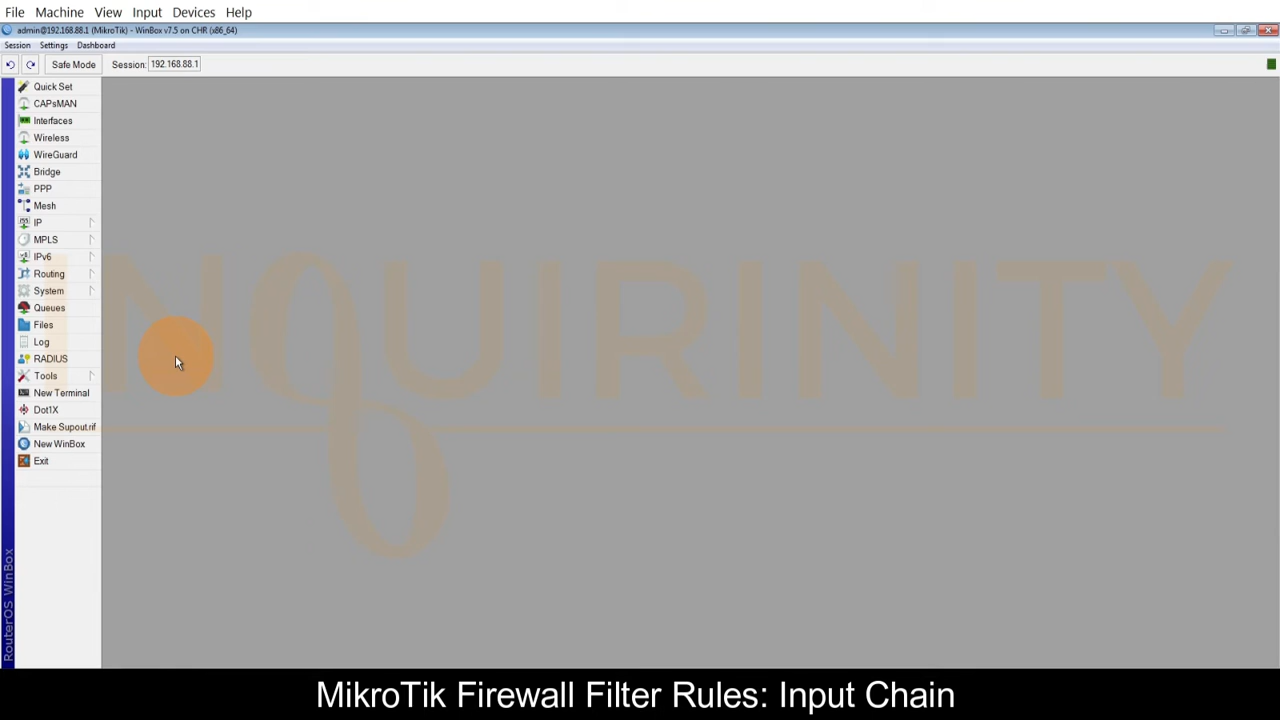 File Machine View Input Devices Help
admin@192.168.88.1 (MikroTik) - WinBox v7.5 on CHR (x86_64)
Session Settings Dashboard
Safe Mode Session: 192.168.88.1
Quick Set
CAPsMAN
Interfaces
Wireless
WireGuard
Bridge
PPP
Mesh
IP
MPLS
IPv6
Routing
System
Queues
Files
Log
RADIUS
Tools
New Terminal
Dot1X
Make Supout.rif
New WinBox
Exit
INQUIRINITY
RouterOS WinBox
MikroTik Firewall Filter Rules: Input Chain